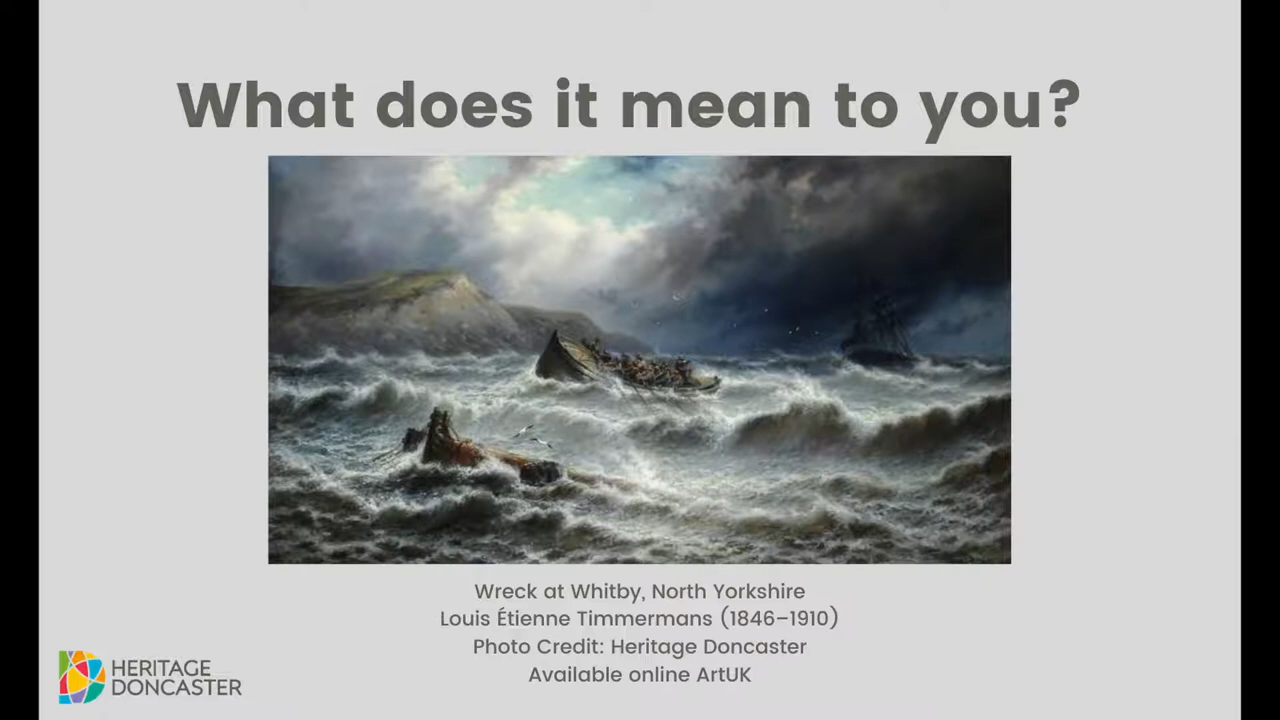 What does it mean to you?
Wreck at Whitby, North Yorkshire
Louis Étienne Timmermans (1846–1910)
Photo Credit: Heritage Doncaster
Available online ArtUK
HERITAGE
DONCASTER